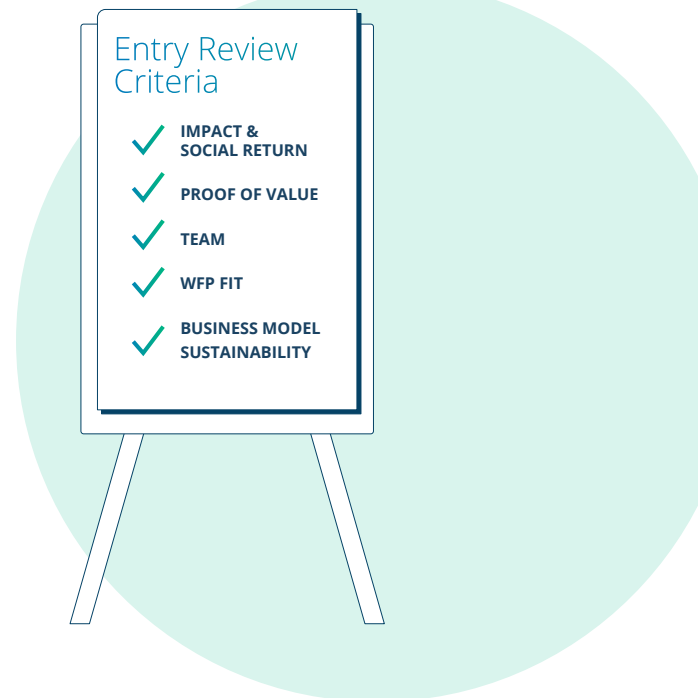 Entry Review
Criteria
IMPACT &
SOCIAL RETURN
PROOF OF VALUE
TEAM
WFP FIT
BUSINESS MODEL
SUSTAINABILITY